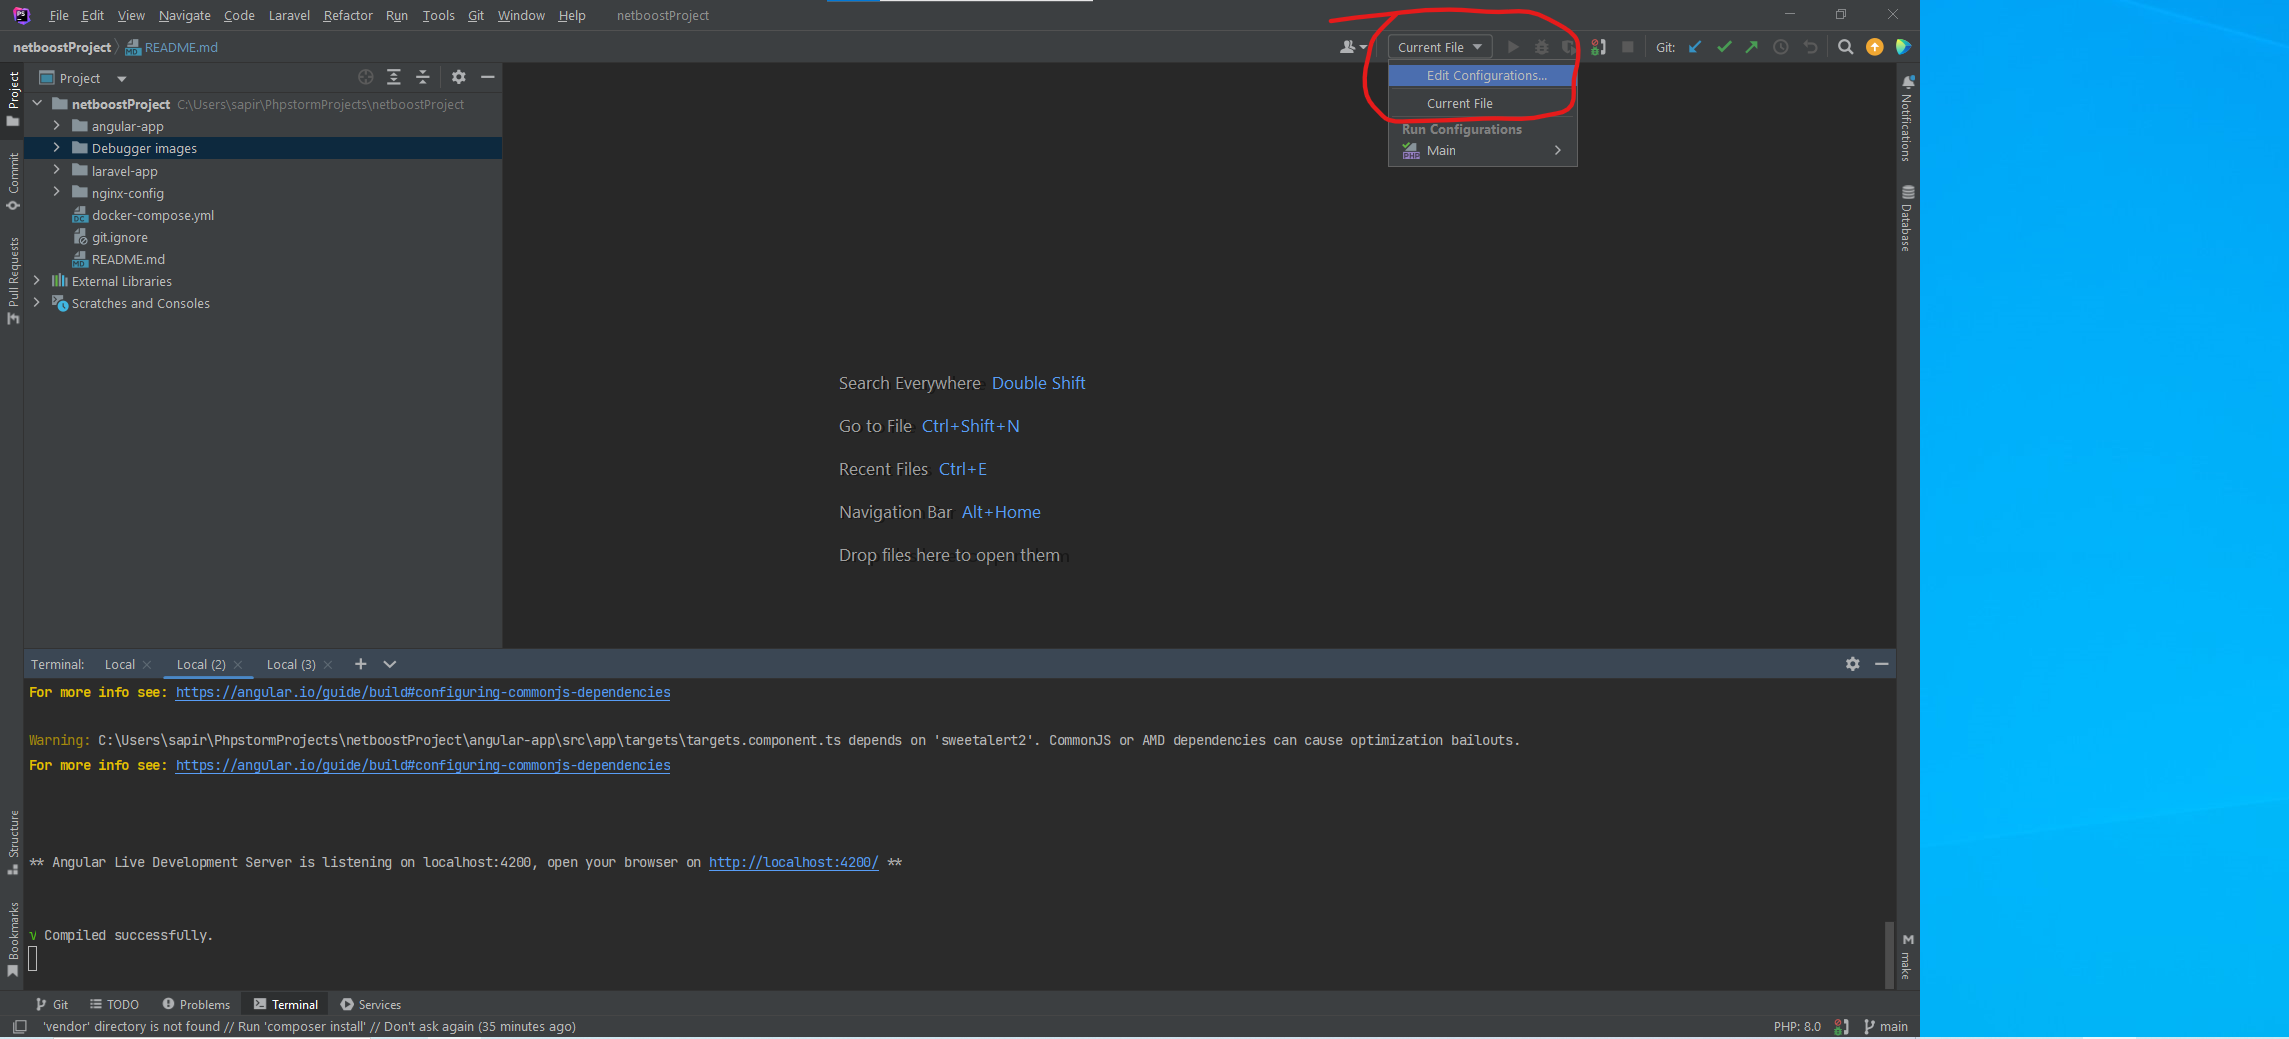 PS File Edit View Navigate Code Laravel Refactor Run Tools Git Window Help netboostProject
netboostProject README.md Current File Git:
Project
Edit Configurations...
Current File
Run Configurations
Main
netboostProject C:\Users\sapir\PhpstormProjects\netboostProject
angular-app
Debugger images
laravel-app
nginx-config
docker-compose.yml
git.ignore
README.md
External Libraries
Scratches and Consoles
Project
Commit
Pull Requests
Structure
Bookmarks
Notifications
Database
make
Search Everywhere Double Shift
Go to File Ctrl+Shift+N
Recent Files Ctrl+E
Navigation Bar Alt+Home
Drop files here to open them
Terminal: Local Local (2) Local (3)
For more info see: https://angular.io/guide/build#configuring-commonjs-dependencies
Warning: C:\Users\sapir\PhpstormProjects\netboostProject\angular-app\src\app\targets\targets.component.ts depends on 'sweetalert2'. CommonJS or AMD dependencies can cause optimization bailouts.
For more info see: https://angular.io/guide/build#configuring-commonjs-dependencies
** Angular Live Development Server is listening on localhost:4200, open your browser on http://localhost:4200/ **
√ Compiled successfully.
Git TODO Problems Terminal Services
'vendor' directory is not found // Run 'composer install' // Don't ask again (35 minutes ago) PHP: 8.0 main